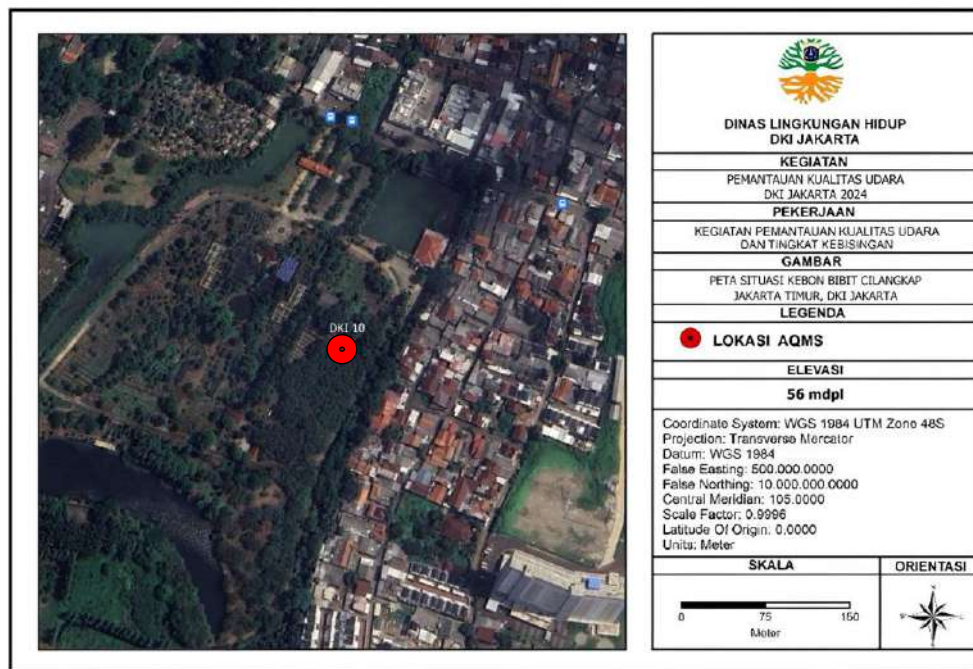 DKI 10
DINAS LINGKUNGAN HIDUP
DKI JAKARTA
KEGIATAN
PEMANTAUAN KUALITAS UDARA
DKI JAKARTA 2024
PEKERJAAN
KEGIATAN PEMANTAUAN KUALITAS UDARA
DAN TINGKAT KEBISINGAN
GAMBAR
PETA SITUASI KEBON BIBIT CILANGKAP
JAKARTA TIMUR, DKI JAKARTA
LEGENDA
LOKASI AQMS
ELEVASI
56 mdpl
Coordinate System: WGS 1984 UTM Zone 48S
Projection: Transverse Mercator
Datum: WGS 1984
False Easting: 500.000.0000
False Northing: 10.000.000.0000
Central Meridian: 105.0000
Scale Factor: 0.9996
Latitude Of Origin: 0.0000
Units: Meter
SKALA
0 75 150
Meter
ORIENTASI